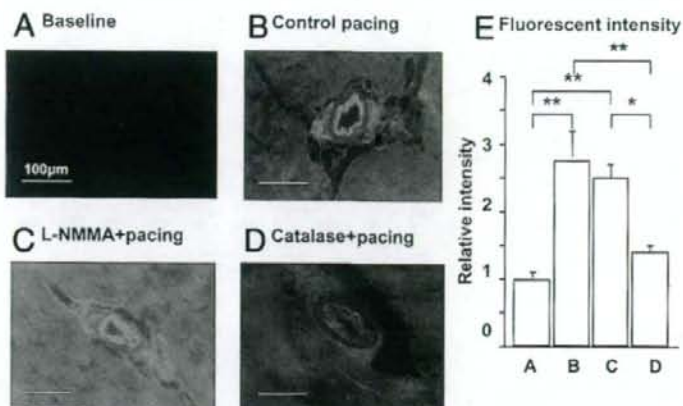 A Baseline
100µm
B Control pacing
C L-NMMA+pacing
D Catalase+pacing
E Fluorescent intensity
**
**
**
*
Relative intensity
4
3
2
1
0
A B C D